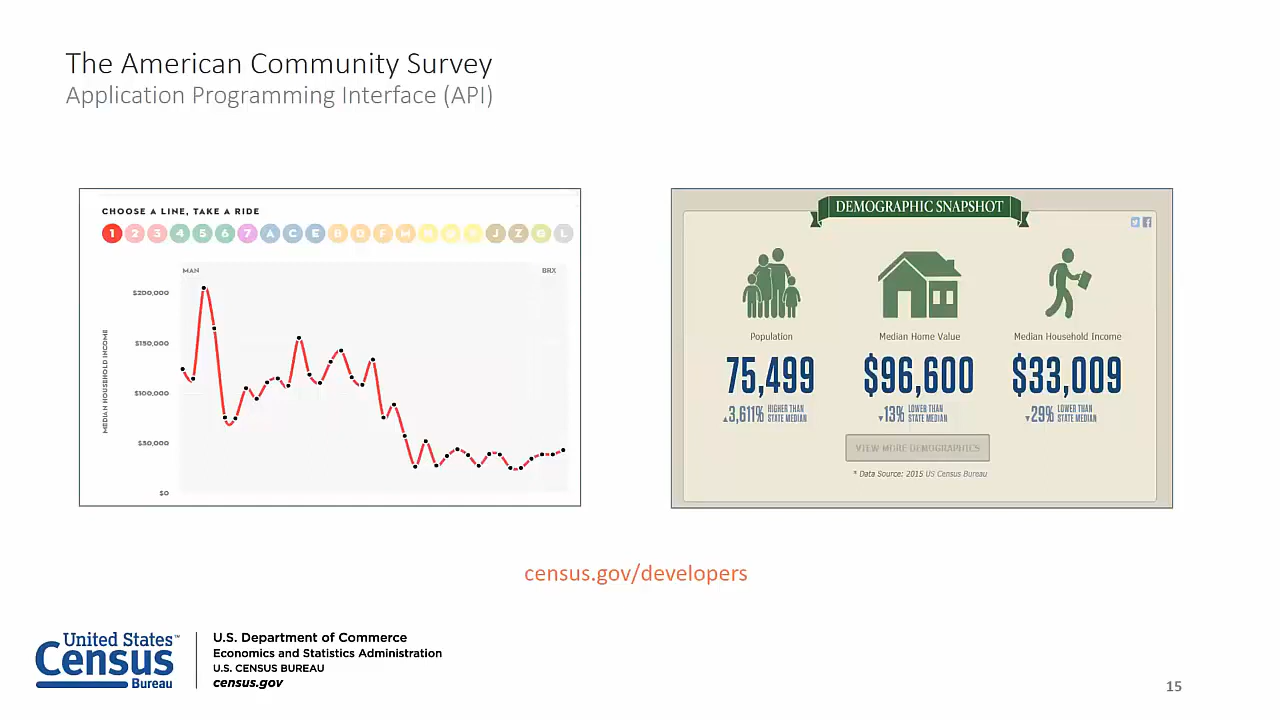 The American Community Survey
Application Programming Interface (API)
CHOOSE A LINE, TAKE A RIDE
1 2 3 4 5 6 7 A C E B D F M J Z G L
MAN
BRX
$200,000
$150,000
$100,000
$50,000
$0
MEDIAN HOUSEHOLD INCOME
DEMOGRAPHIC SNAPSHOT
Population
75,499
3,611% HIGHER THAN
STATE MEDIAN
Median Home Value
$96,600
13% LOWER THAN
STATE MEDIAN
Median Household Income
$33,009
29% LOWER THAN
STATE MEDIAN
VIEW MORE DEMOGRAPHICS
* Data Source: 2015 US Census Bureau
census.gov/developers
United States™
Census
Bureau
U.S. Department of Commerce
Economics and Statistics Administration
U.S. CENSUS BUREAU
census.gov
15